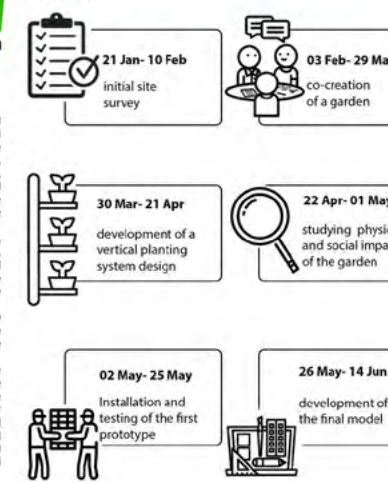 21 Jan- 10 Feb
initial site
survey
03 Feb- 29 Ma
co-creation
of a garden
30 Mar- 21 Apr
development of a
vertical planting
system design
22 Apr- 01 May
studying physic
and social impa
of the garden
02 May- 25 May
Installation and
testing of the first
prototype
26 May- 14 Jun
development of
the final model